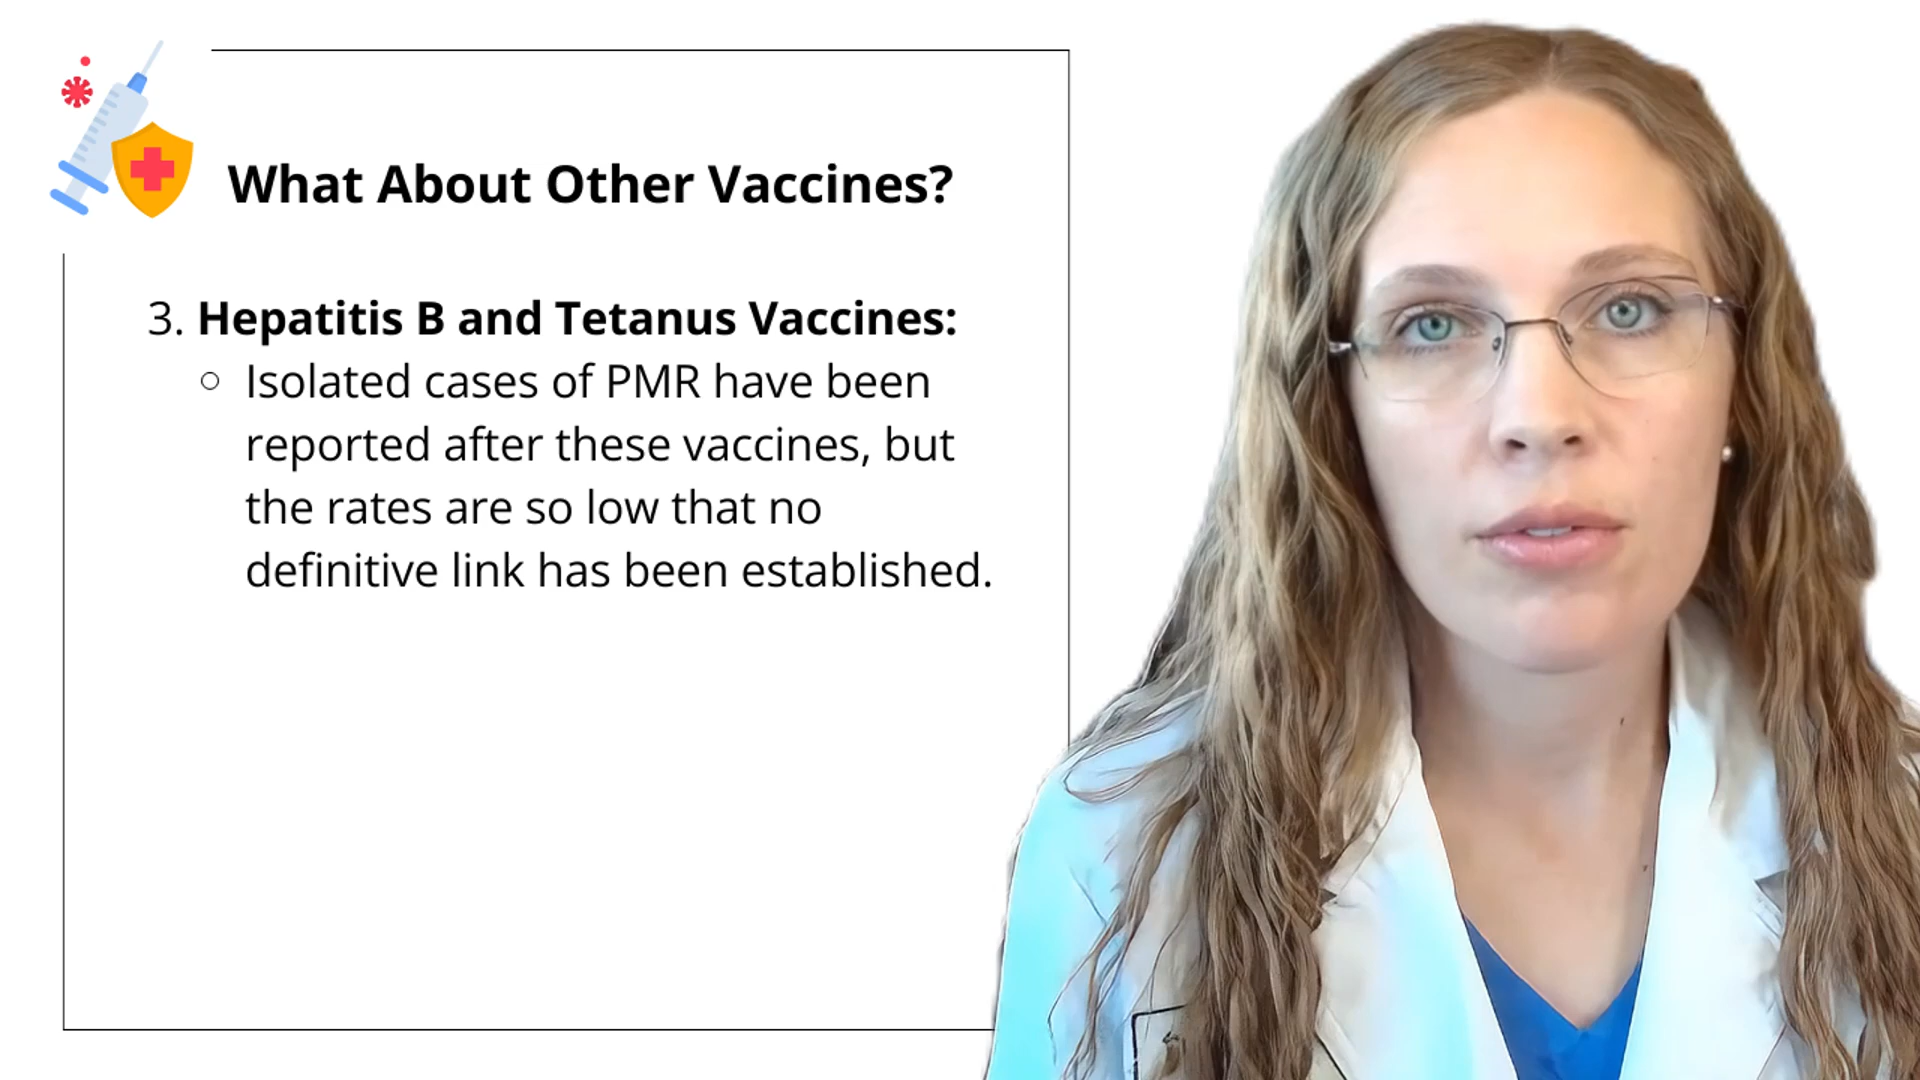 What About Other Vaccines?
3. Hepatitis B and Tetanus Vaccines:
○ Isolated cases of PMR have been
reported after these vaccines, but
the rates are so low that no
definitive link has been established.